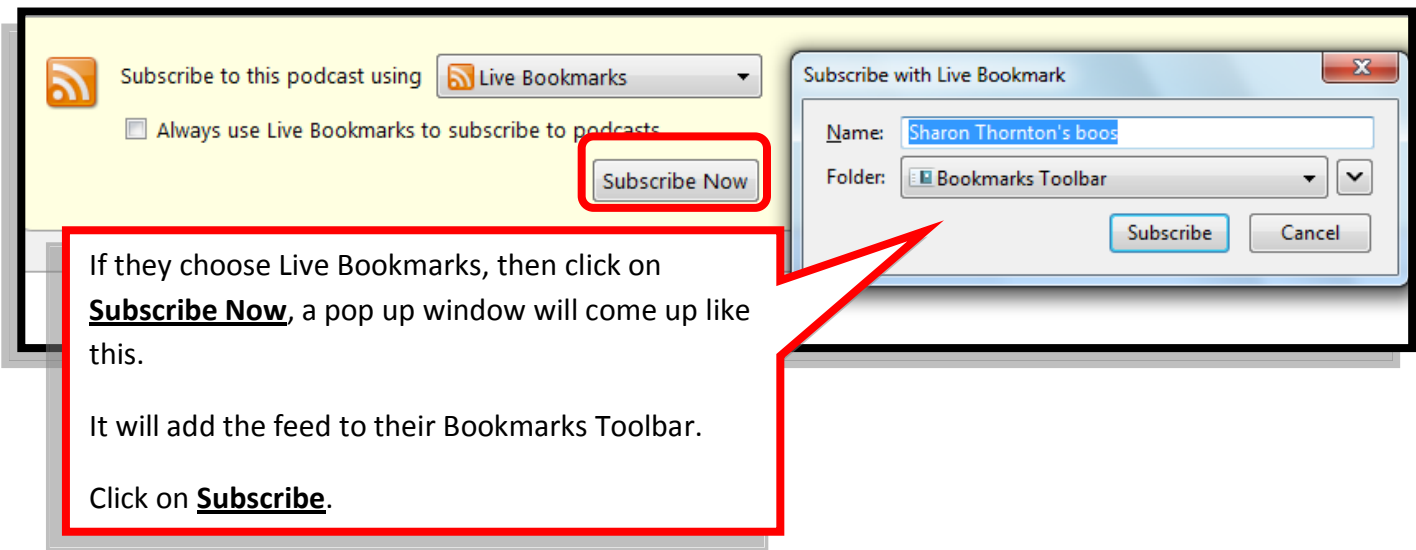 Subscribe to this podcast using Live Bookmarks
Always use Live Bookmarks to subscribe to podcasts
Subscribe Now
Subscribe with Live Bookmark
Name: Sharon Thornton's boos
Folder: Bookmarks Toolbar
Subscribe Cancel
If they choose Live Bookmarks, then click on
Subscribe Now, a pop up window will come up like
this.
It will add the feed to their Bookmarks Toolbar.
Click on Subscribe.